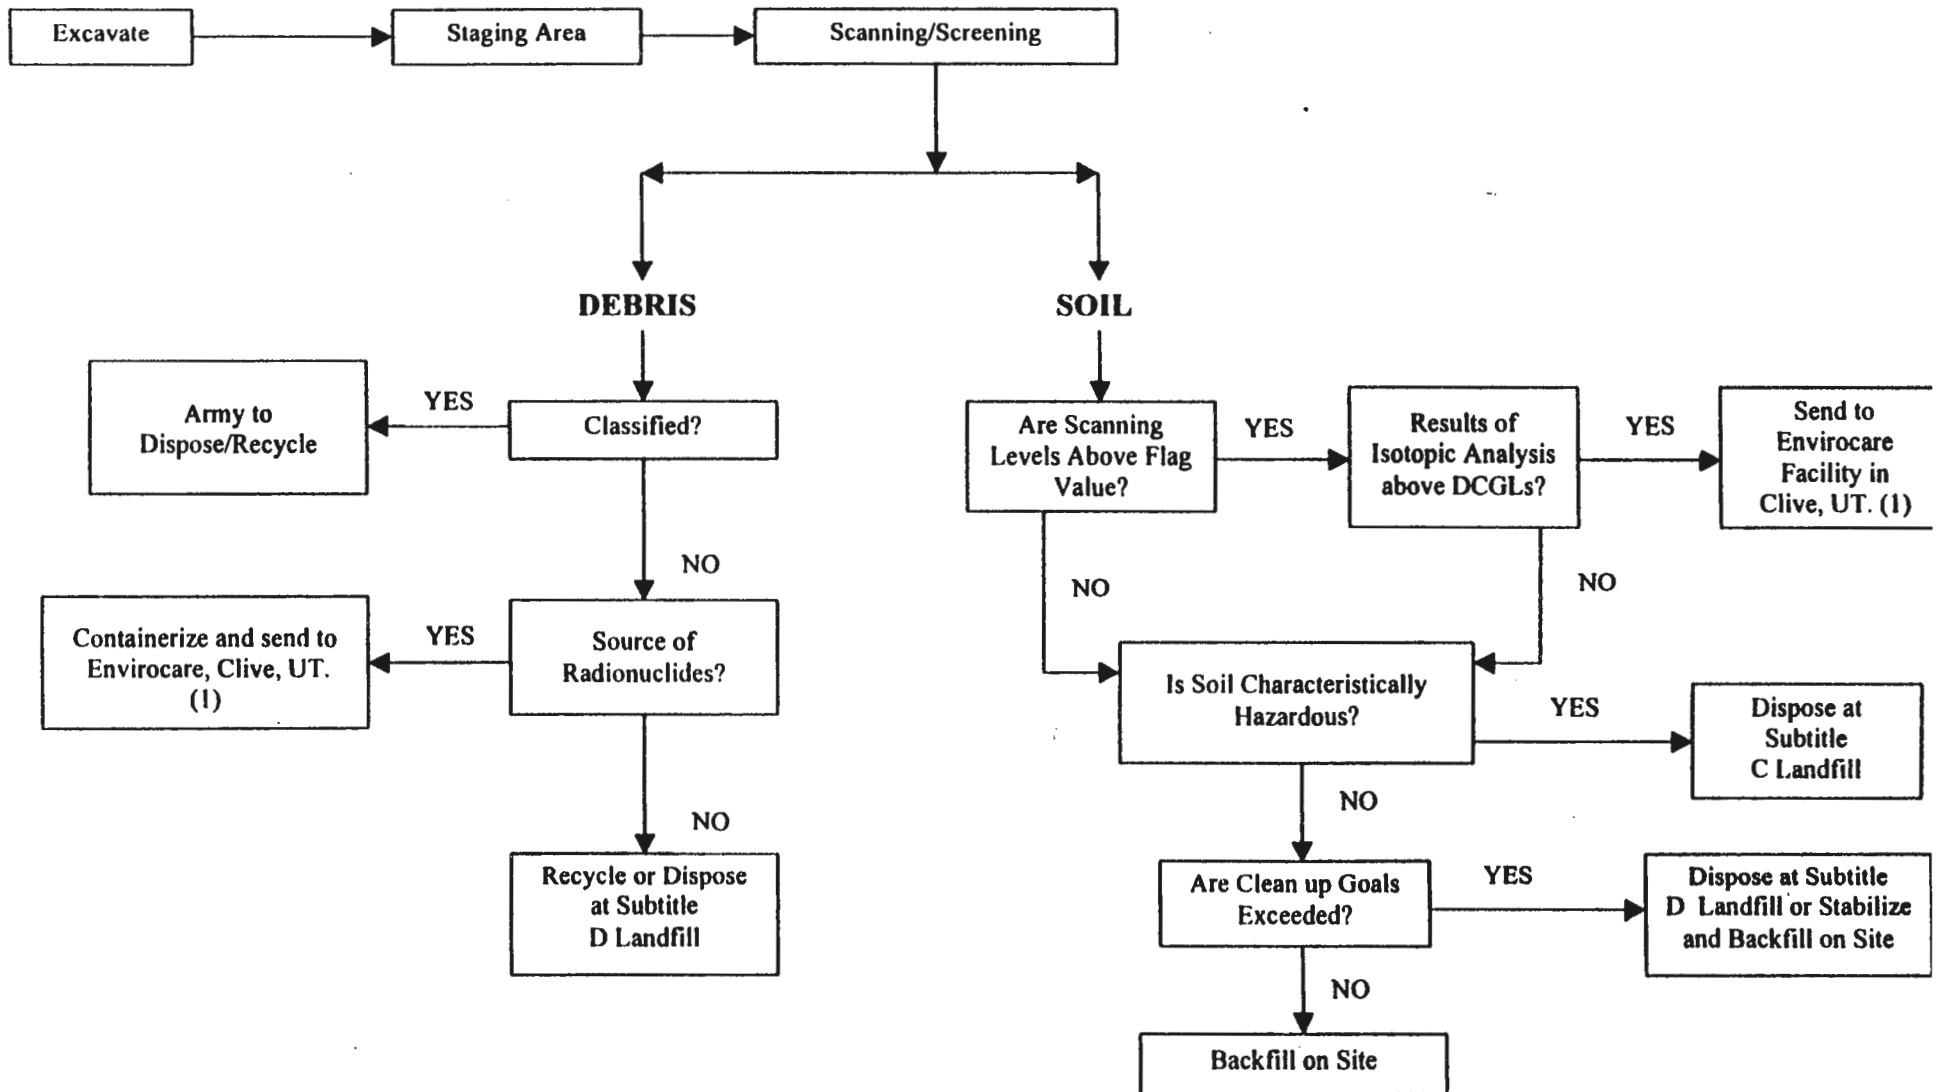 Excavate
Staging Area
Scanning/Screening
DEBRIS
SOIL
Army to
Dispose/Recycle
YES
Classified?
Are Scanning
Levels Above Flag
Value?
YES
Results of
Isotopic Analysis
above DCGLs?
YES
Send to
Envirocare
Facility in
Clive, UT. (1)
NO
NO
NO
Containerize and send to
Envirocare, Clive, UT.
(1)
YES
Source of
Radionuclides?
Is Soil Characteristically
Hazardous?
YES
Dispose at
Subtitle
C Landfill
NO
NO
Recycle or Dispose
at Subtitle
D Landfill
Are Clean up Goals
Exceeded?
YES
Dispose at Subtitle
D Landfill or Stabilize
and Backfill on Site
NO
Backfill on Site